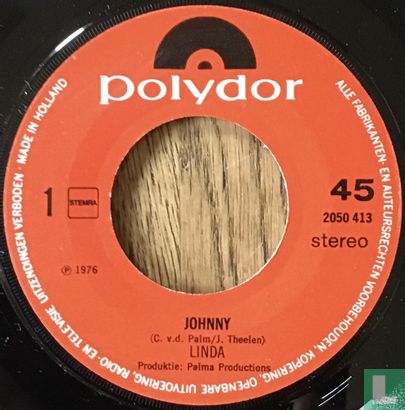 polydor
MADE IN HOLLAND
ALLE FABRIKANTEN- EN AUTEURSRECHTEN VOORBEHOUDEN, KOPIERING, OPENBARE UITVOERING, RADIO- EN TELEVISIE UITZENDINGEN VERBODEN ·
1
STEMRA
45
2050 413
stereo
℗ 1976
JOHNNY
(C. v.d. Palm/J. Theelen)
LINDA
Produktie: Palma Productions